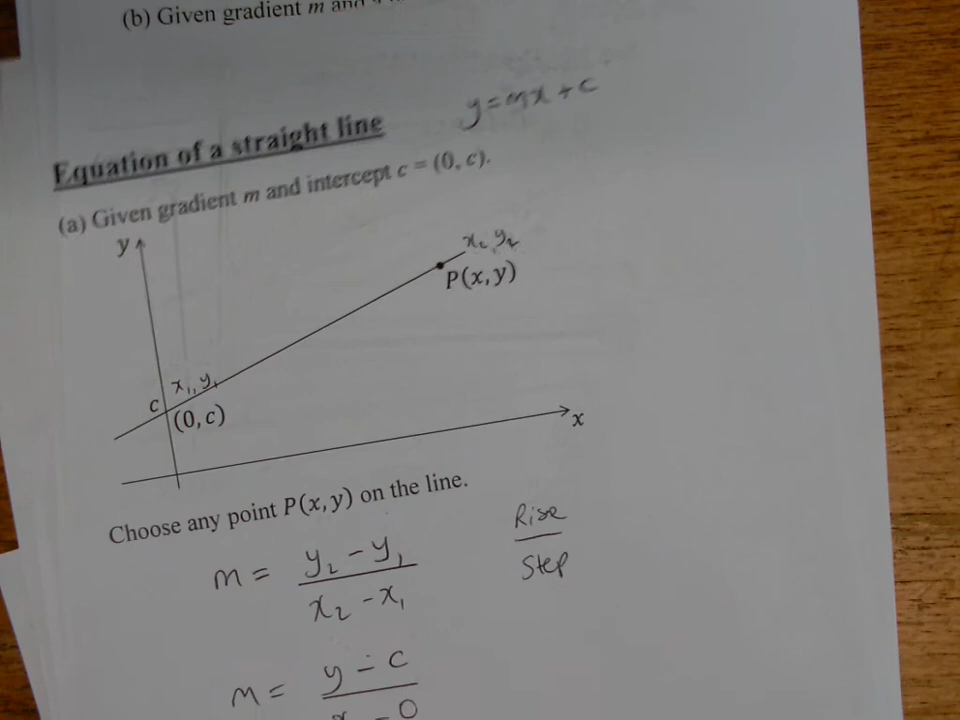 (b) Given gradient m and
y = mx + c
Equation of a straight line
(a) Given gradient m and intercept c = (0, c).
y
x₂, y₂
P(x, y)
x₁, y₁
c
(0, c)
x
Choose any point P(x, y) on the line.
Rise
Step
m = y₂ - y₁
x₂ - x₁
m = y - c
x - 0